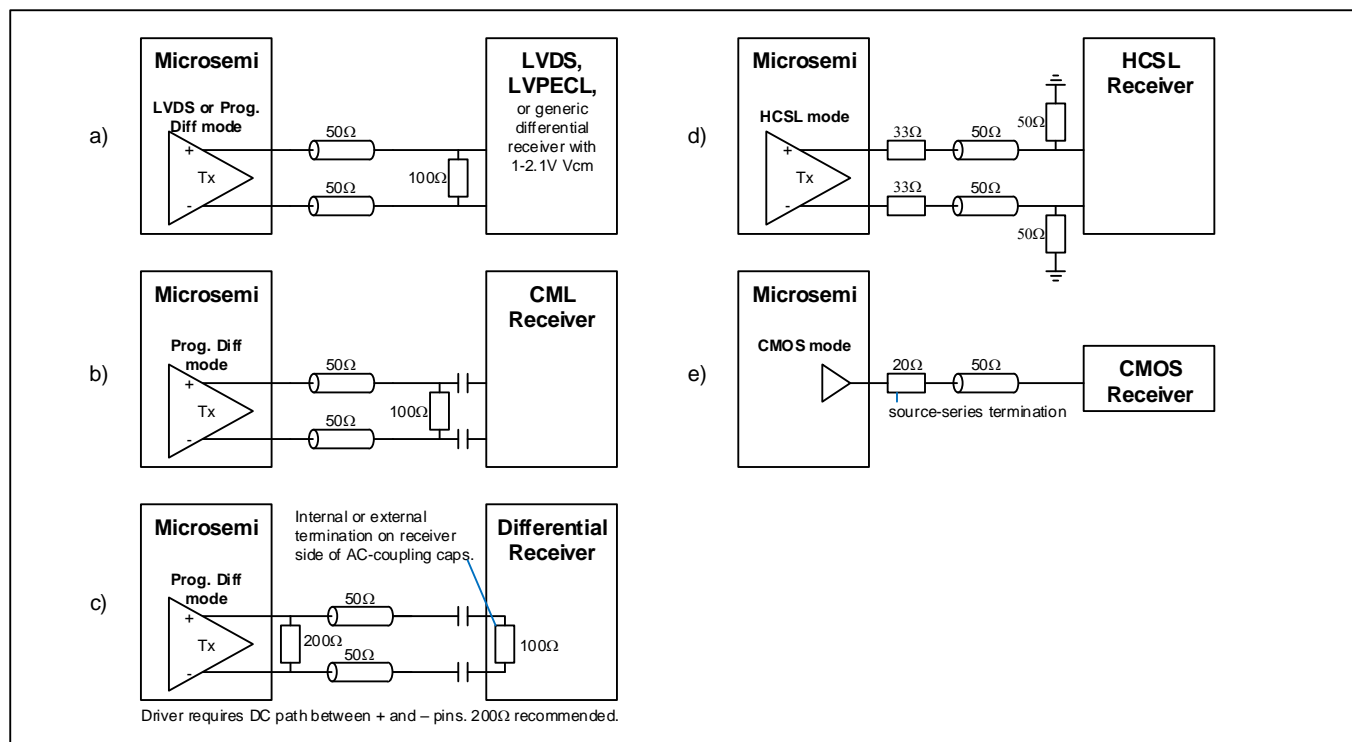 a)
Microsemi
LVDS or Prog.
Diff mode
+
Tx
-
50Ω
50Ω
100Ω
LVDS,
LVPECL,
or generic
differential
receiver with
1-2.1V Vcm
b)
Microsemi
Prog. Diff
mode
+
Tx
-
50Ω
50Ω
100Ω
CML
Receiver
c)
Microsemi
Prog. Diff
mode
+
Tx
-
200Ω
50Ω
50Ω
Internal or external
termination on receiver
side of AC-coupling caps.
Differential
Receiver
100Ω
Driver requires DC path between + and – pins. 200Ω recommended.
d)
Microsemi
HCSL mode
+
Tx
-
33Ω
33Ω
50Ω
50Ω
50Ω
50Ω
HCSL
Receiver
e)
Microsemi
CMOS mode
20Ω
50Ω
source-series termination
CMOS
Receiver